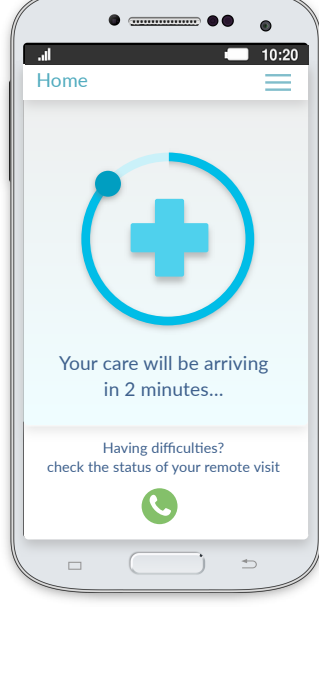 10:20
Home
Your care will be arriving
in 2 minutes...
Having difficulties?
check the status of your remote visit